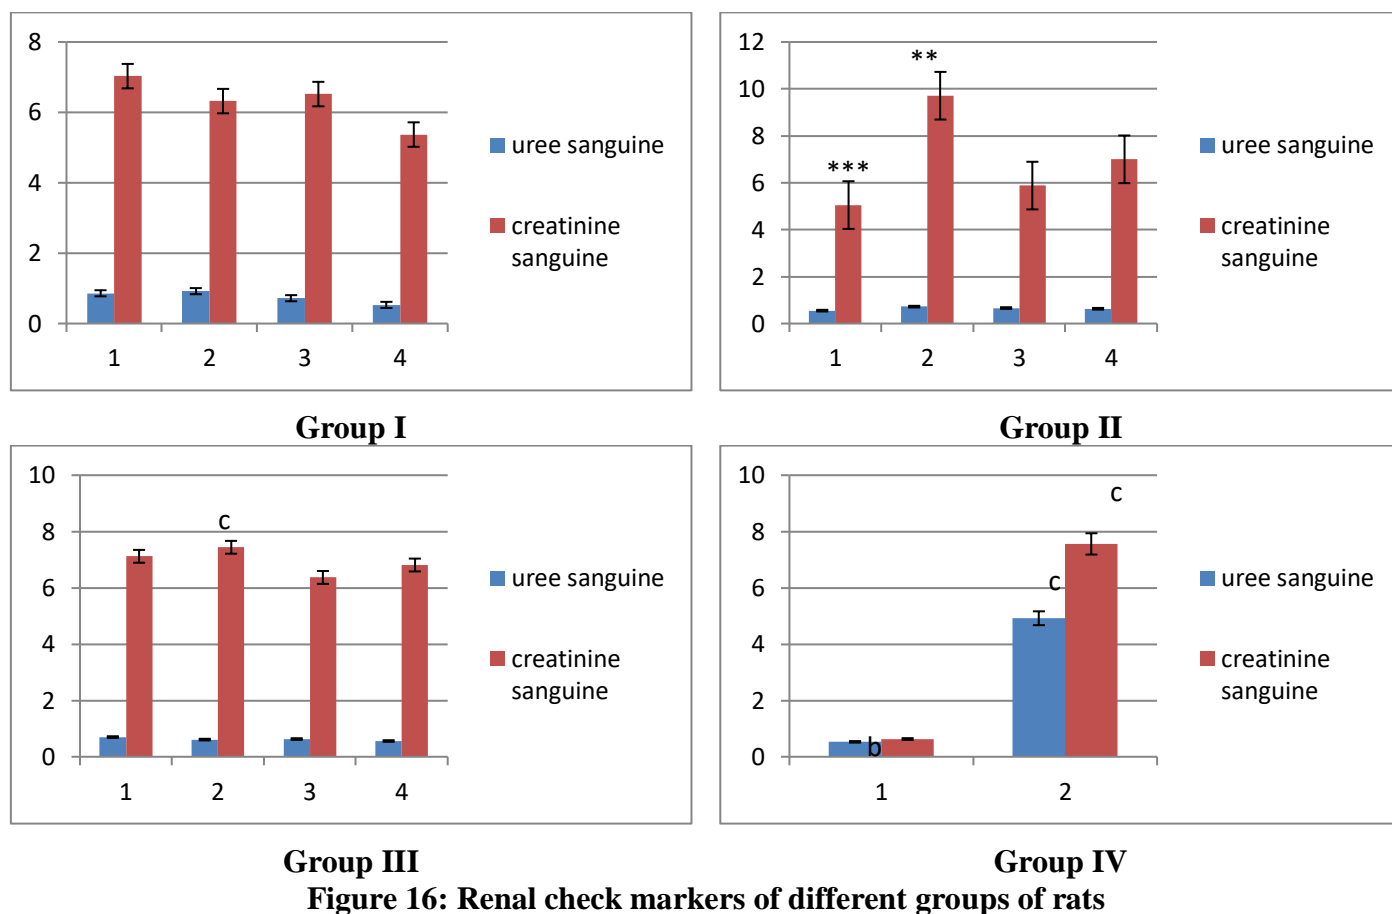 8
6
4
2
0
1 2 3 4
uree sanguine
creatinine
sanguine
Group I
12
10
8
6
4
2
0
***
**
1 2 3 4
uree sanguine
creatinine
sanguine
Group II
10
8
6
4
2
0
c
1 2 3 4
uree sanguine
creatinine
sanguine
Group III
10
8
6
4
2
0
c
c
b
1 2
uree sanguine
creatinine
sanguine
Group IV
Figure 16: Renal check markers of different groups of rats